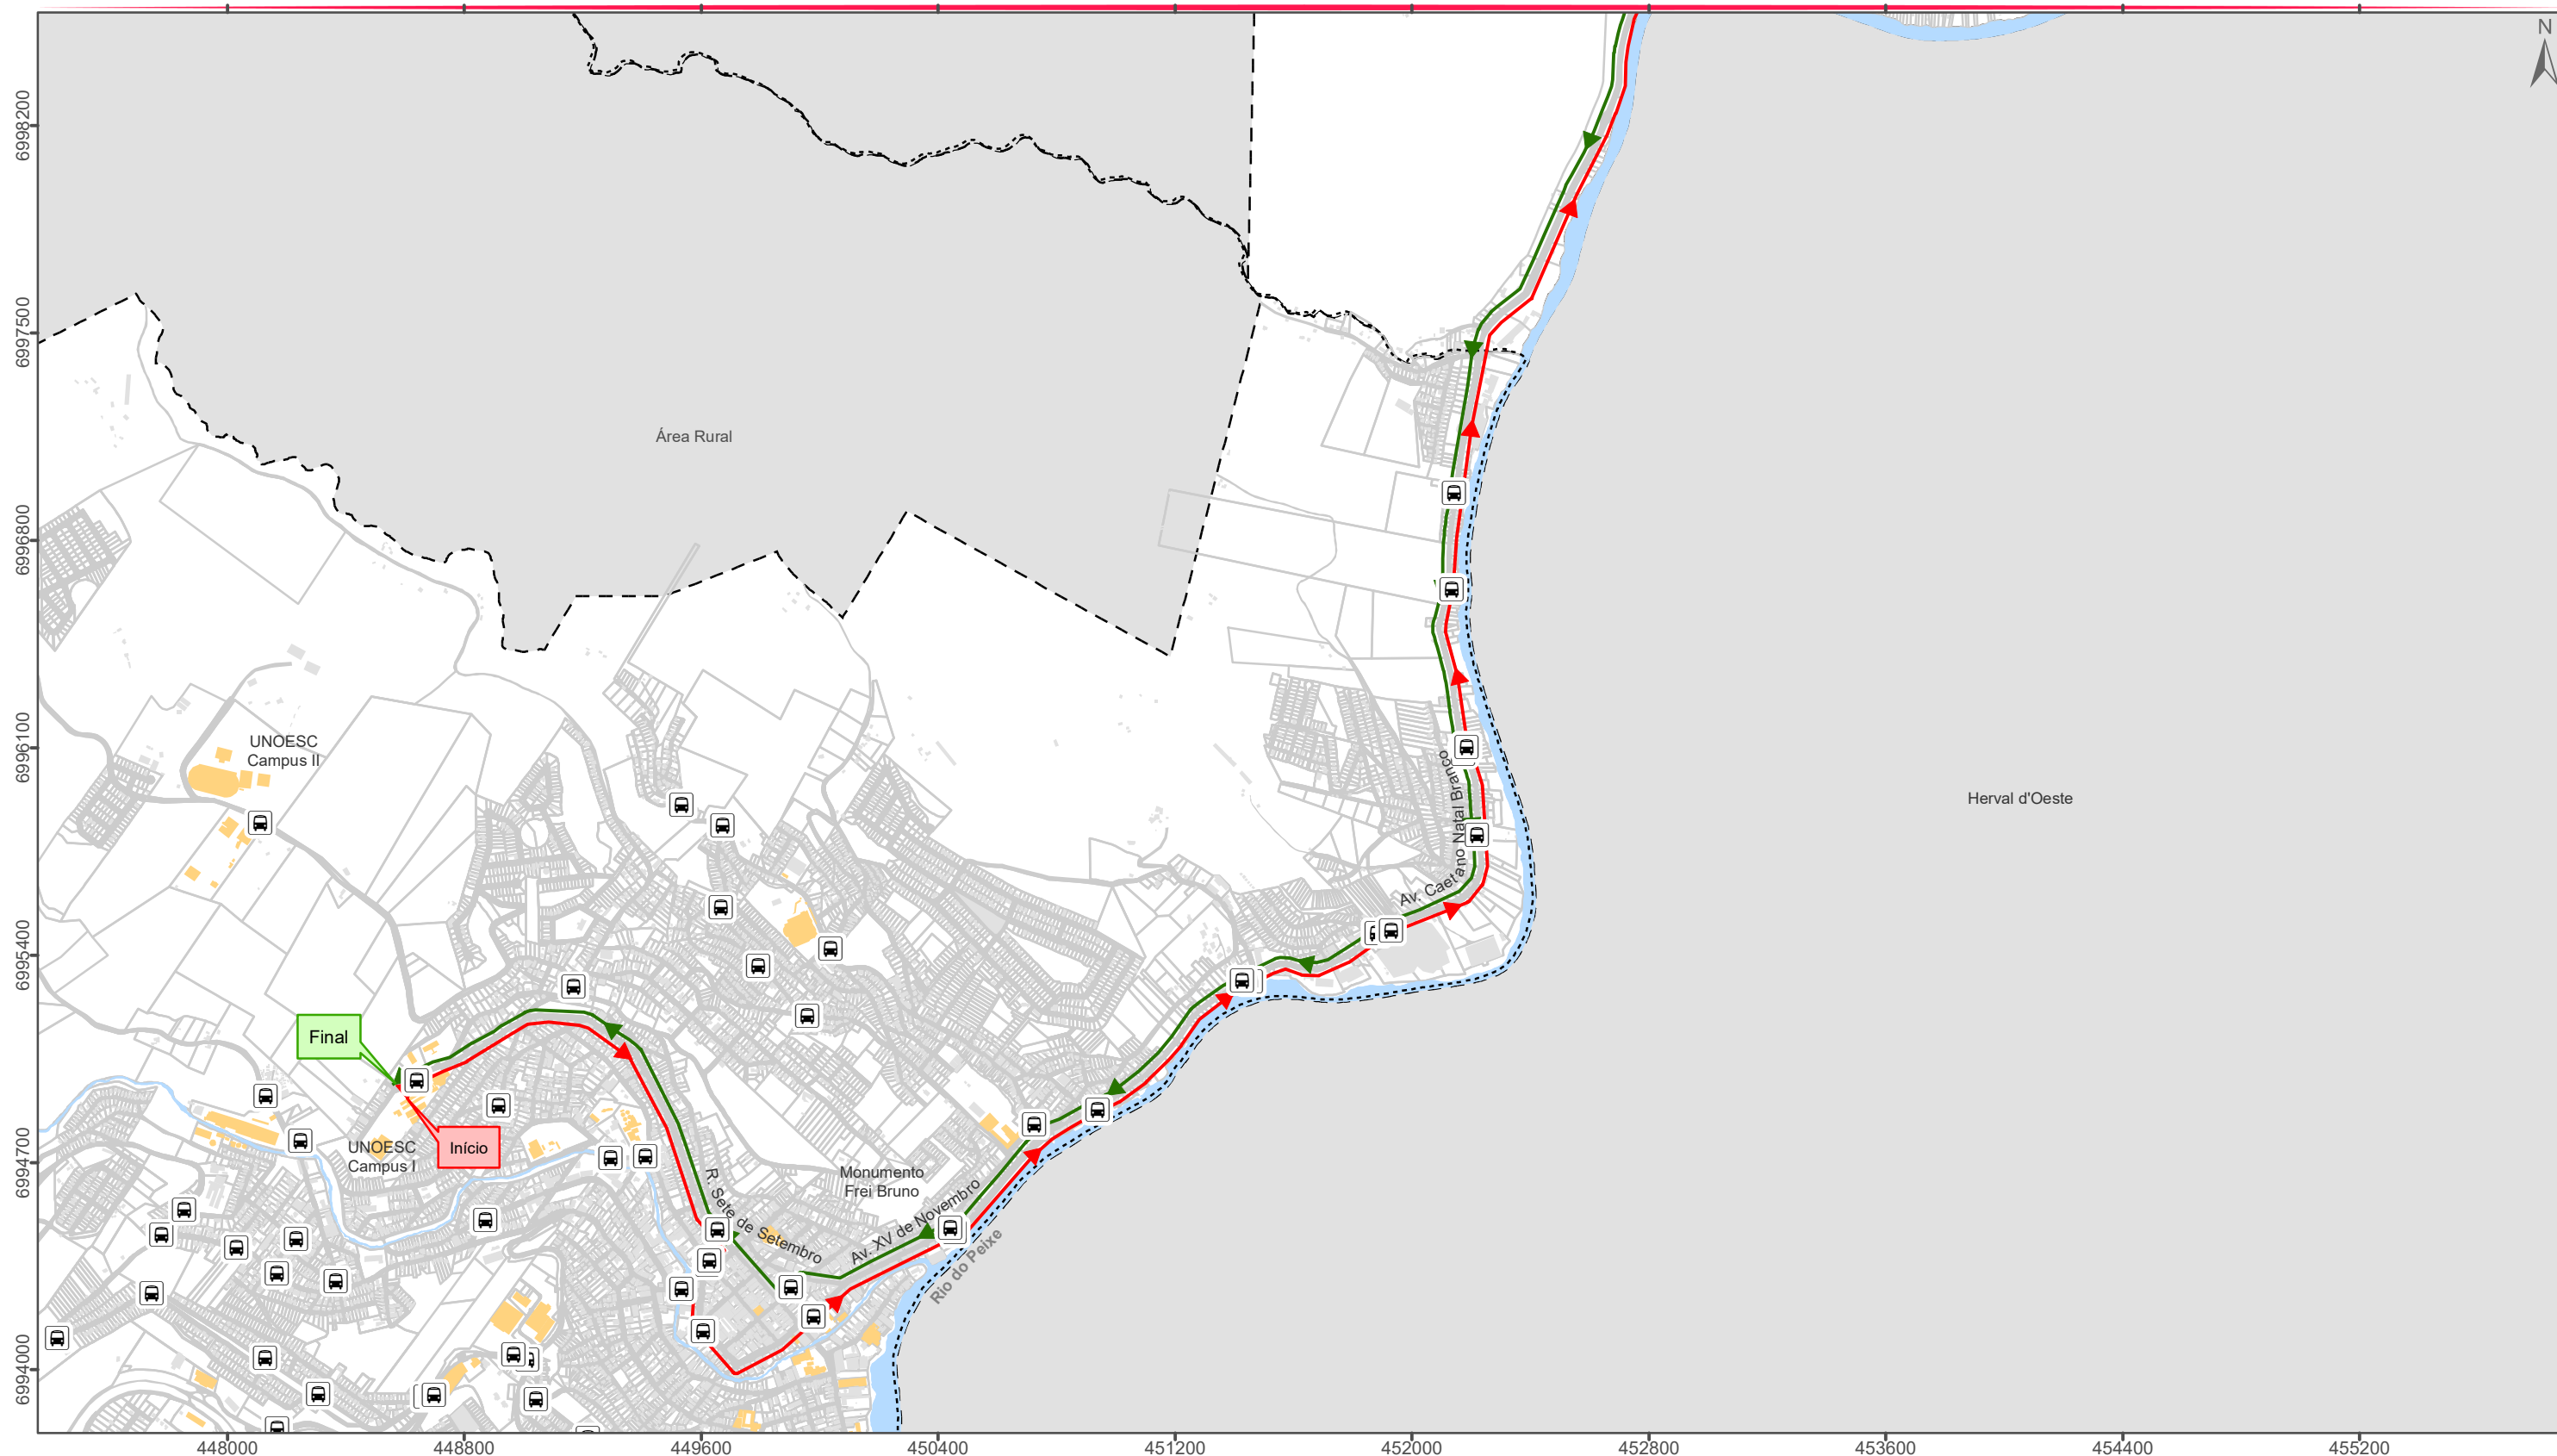 N
6998200
6997500
6996800
6996100
6995400
6994700
6994000
Área Rural
UNOESC
Campus II
Herval d'Oeste
Av. Caetano Natal Branco
Final
Início
UNOESC
Campus I
Monumento
Frei Bruno
R. Sete de Setembro
Av. XV de Novembro
Rio do Peixe
448000
448800
449600
450400
451200
452000
452800
453600
454400
455200